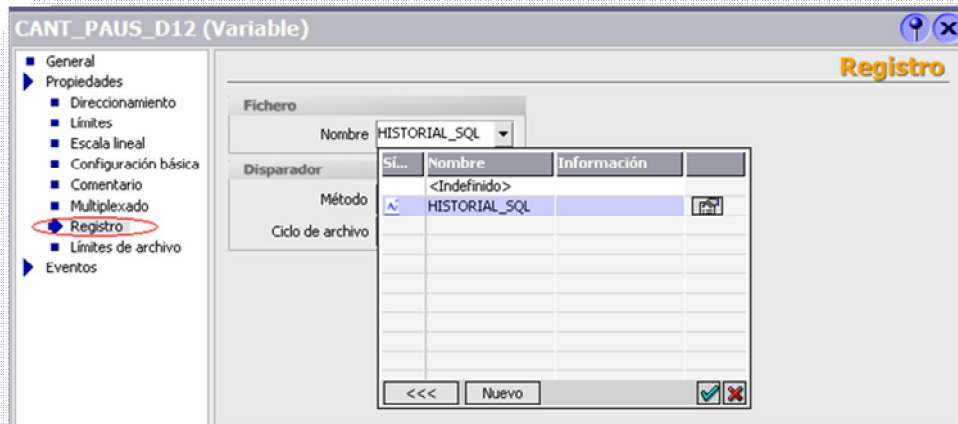 CANT_PAUS_D12 (Variable)
General
Propiedades
Direccionamiento
Límites
Escala lineal
Configuración básica
Comentario
Multiplexado
Registro
Límites de archivo
Eventos
Registro
Fichero
Nombre HISTORIAL_SQL
Disparador
Método
Ciclo de archivo
Sí... Nombre Información
<Indefinido>
HISTORIAL_SQL
<<< Nuevo